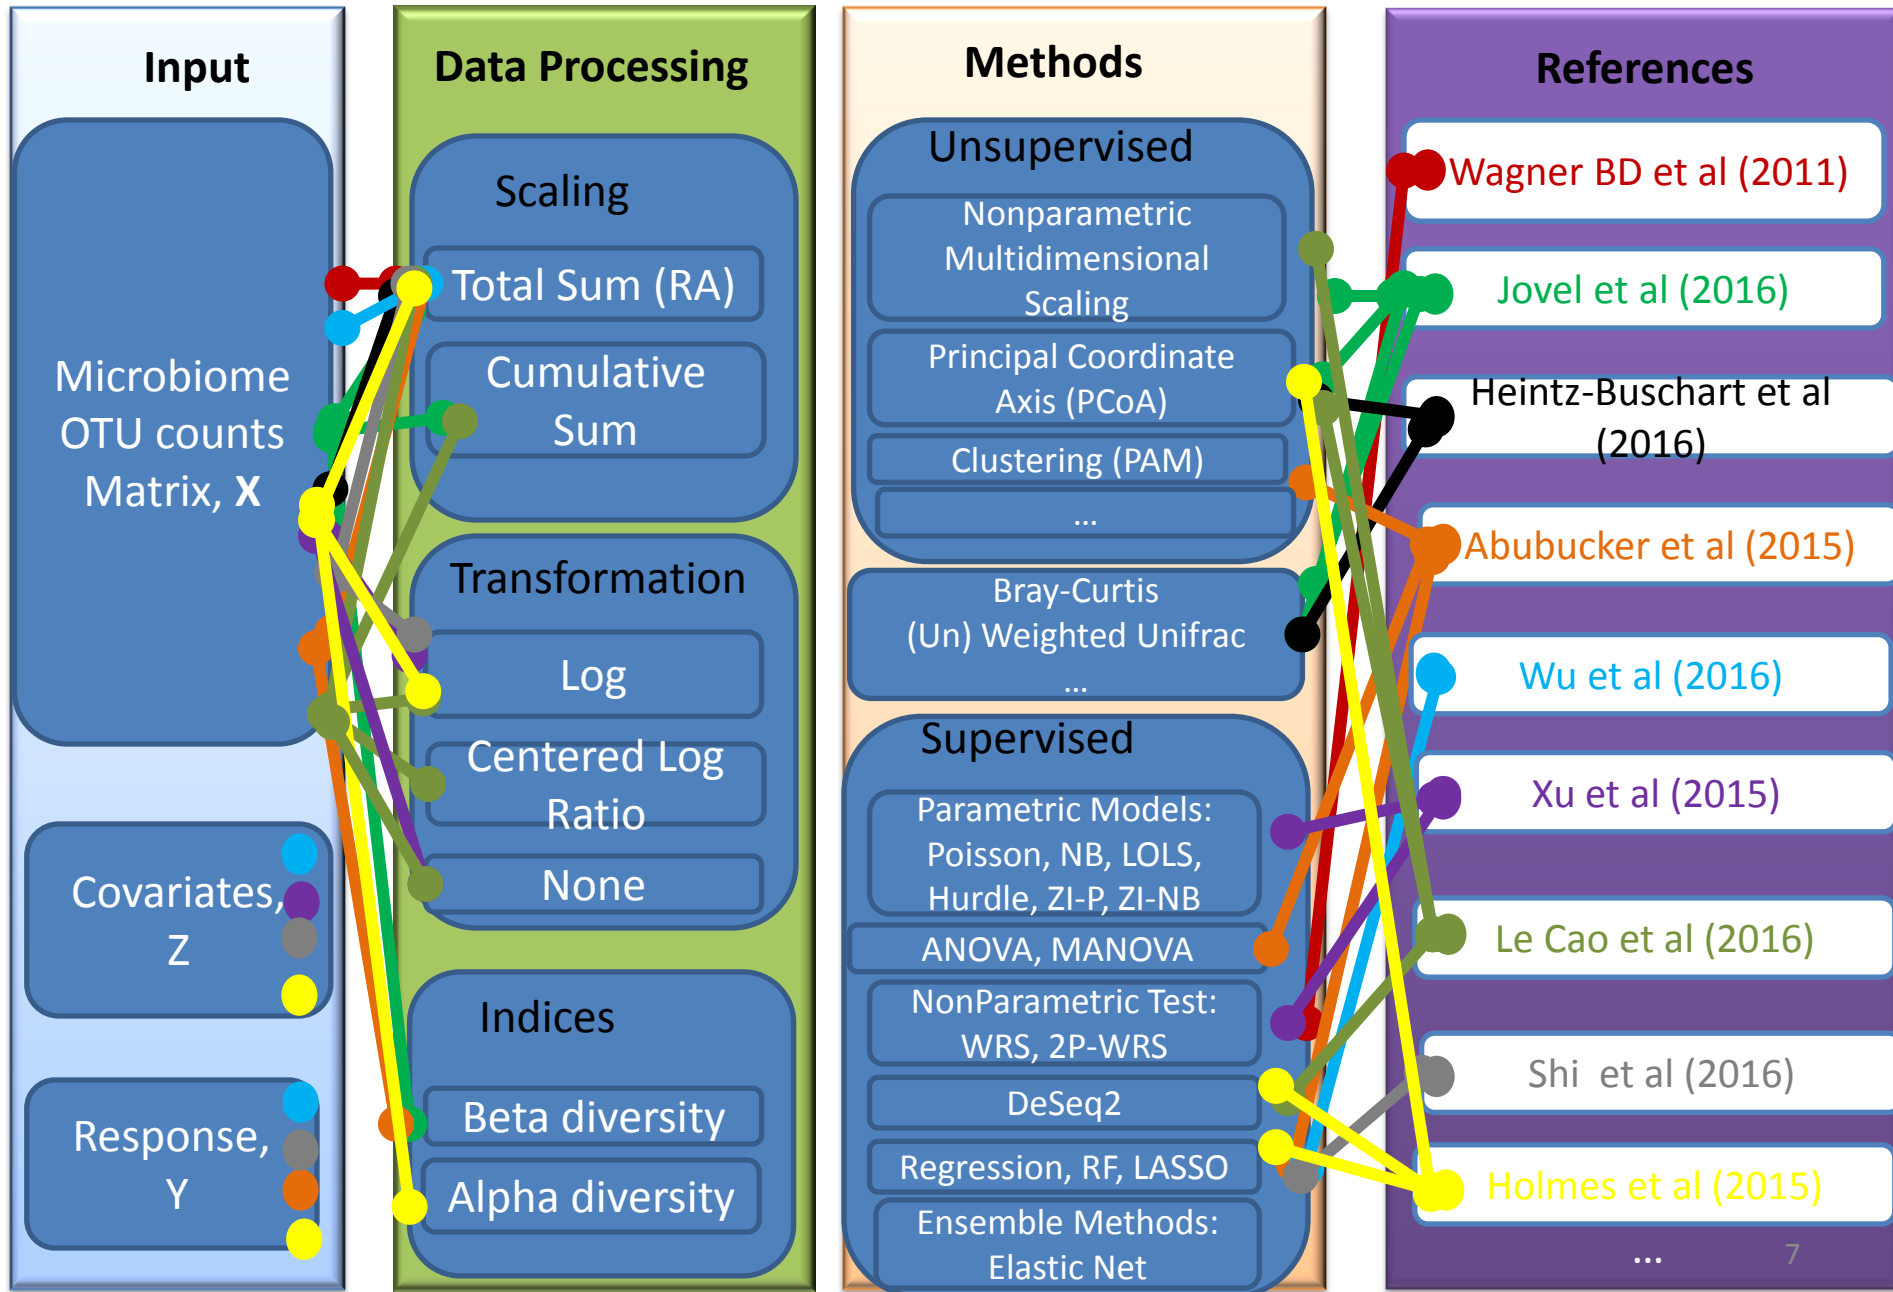 Input
Microbiome
OTU counts
Matrix, X
Covariates,
Z
Response,
Y
Data Processing
Scaling
Total Sum (RA)
Cumulative
Sum
Transformation
Log
Centered Log
Ratio
None
Indices
Beta diversity
Alpha diversity
Methods
Unsupervised
Nonparametric
Multidimensional
Scaling
Principal Coordinate
Axis (PCoA)
Clustering (PAM)
...
Bray-Curtis
(Un) Weighted Unifrac
...
Supervised
Parametric Models:
Poisson, NB, LOLS,
Hurdle, ZI-P, ZI-NB
ANOVA, MANOVA
NonParametric Test:
WRS, 2P-WRS
DeSeq2
Regression, RF, LASSO
Ensemble Methods:
Elastic Net
References
Wagner BD et al (2011)
Jovel et al (2016)
Heintz-Buschart et al
(2016)
Abubucker et al (2015)
Wu et al (2016)
Xu et al (2015)
Le Cao et al (2016)
Shi et al (2016)
Holmes et al (2015)
...
7